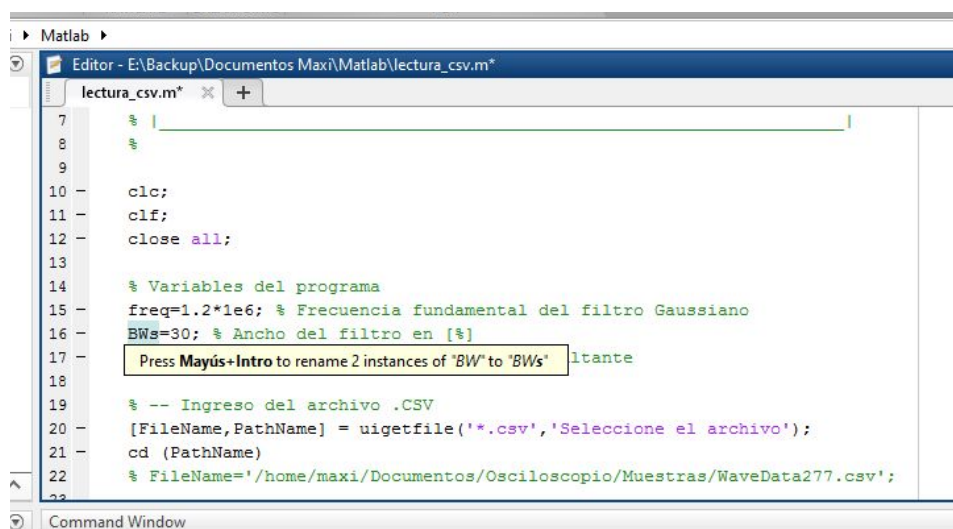 Matlab
Editor - E:\Backup\Documentos Maxi\Matlab\lectura_csv.m*
lectura_csv.m* +
7 % |___________________________________________________________________________|
8 %
9
10 - clc;
11 - clf;
12 - close all;
13
14 % Variables del programa
15 - freq=1.2*1e6; % Frecuencia fundamental del filtro Gaussiano
16 - BWs=30; % Ancho del filtro en [%]
17 - Press Mayús+Intro to rename 2 instances of "BW" to "BWs" ltante
18
19 % -- Ingreso del archivo .CSV
20 - [FileName,PathName] = uigetfile('*.csv','Seleccione el archivo');
21 - cd (PathName)
22 % FileName='/home/maxi/Documentos/Osciloscopio/Muestras/WaveData277.csv';
23
Command Window